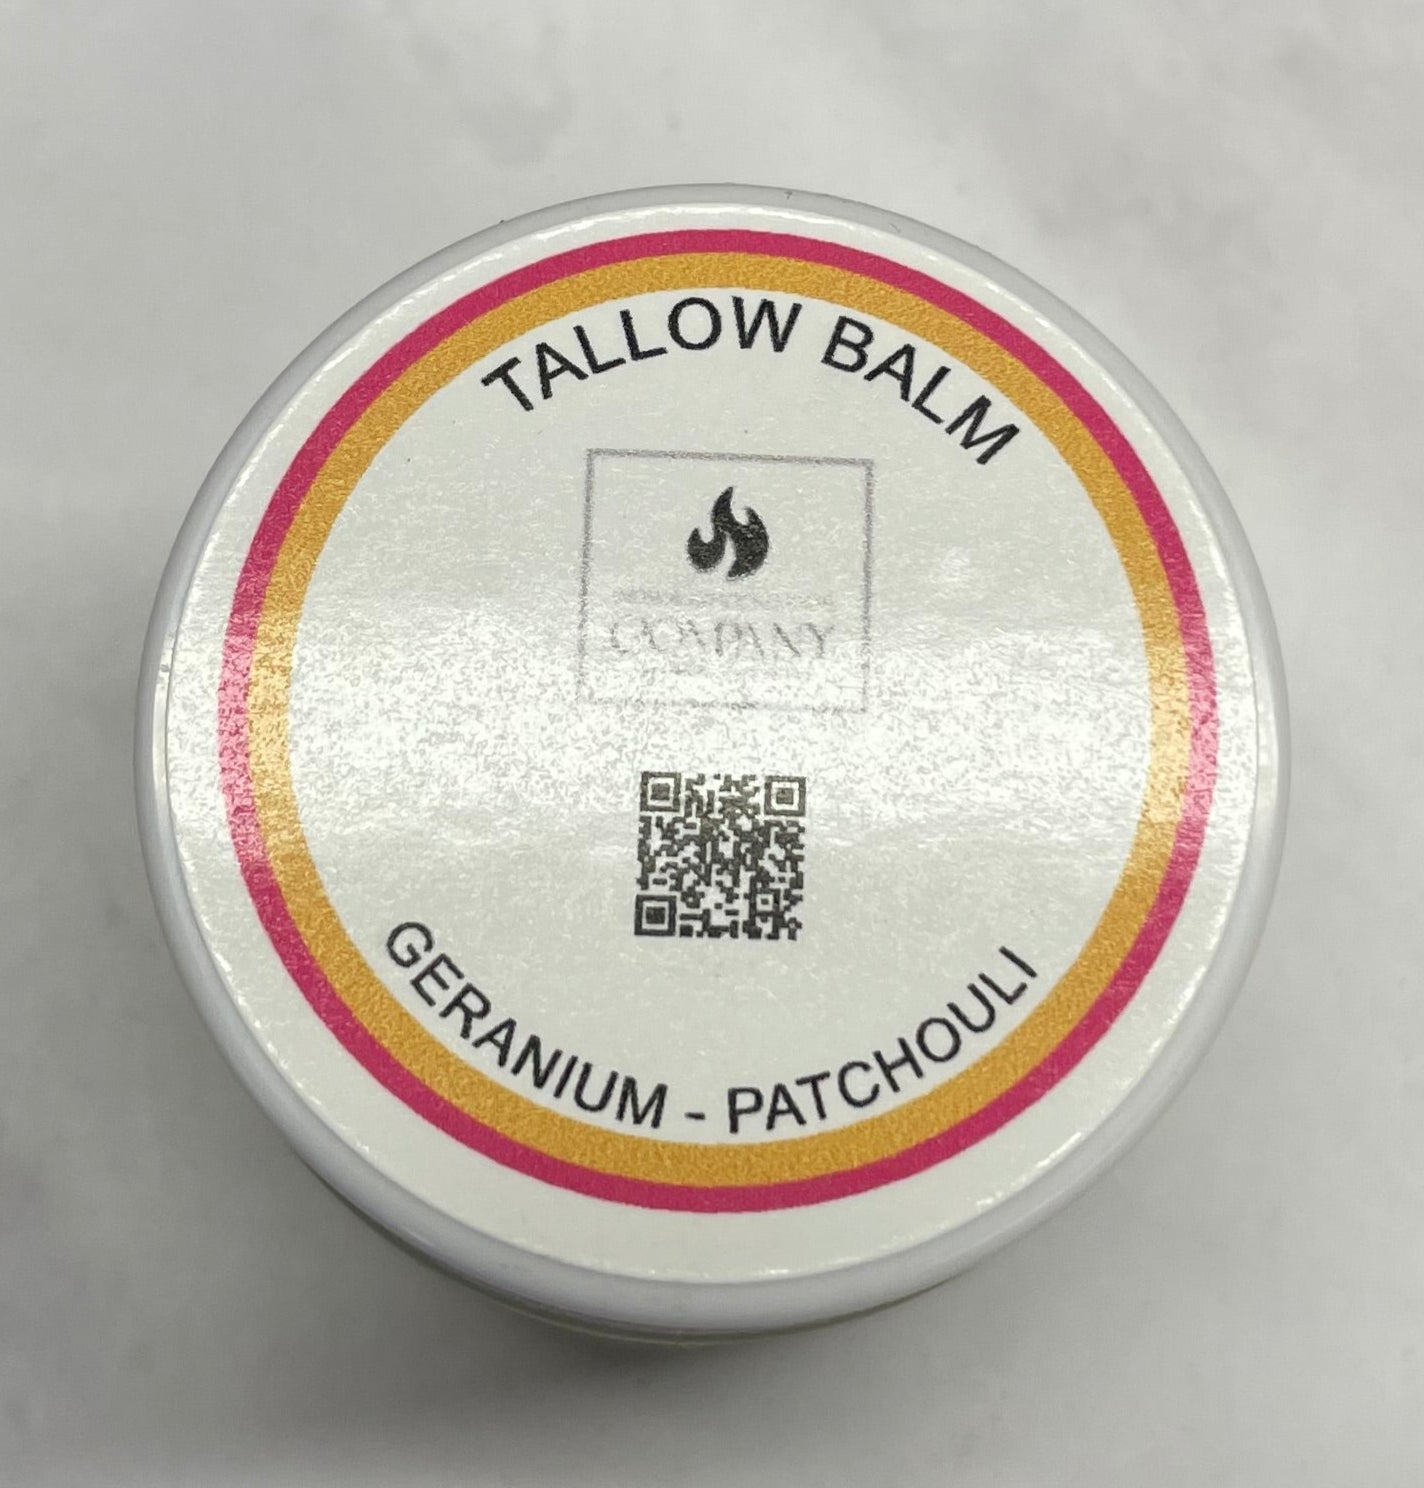 TALLOW BALM
COMPANY
GERANIUM - PATCHOULI